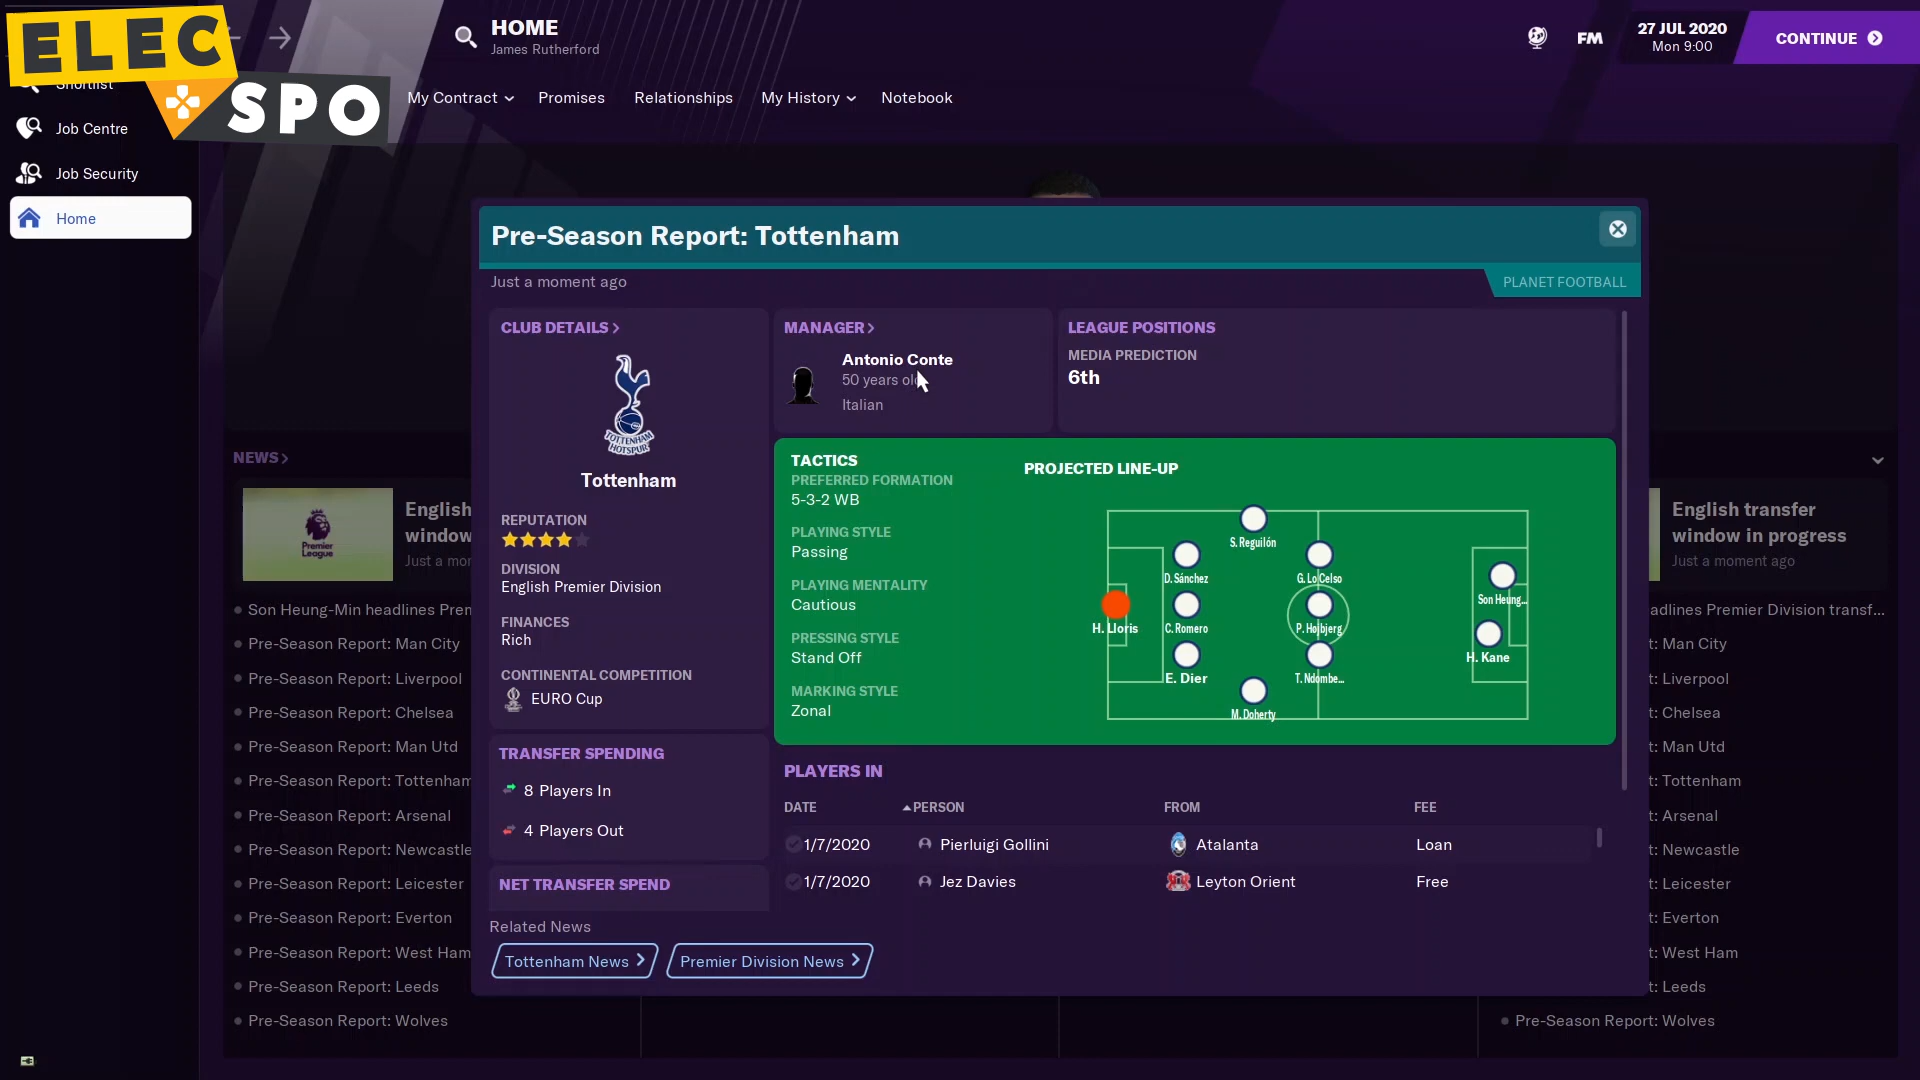 ELEC
SPO
HOME
James Rutherford
FM
27 JUL 2020
Mon 9:00
CONTINUE
Shortlist
Job Centre
Job Security
Home
My Contract
Promises
Relationships
My History
Notebook
Pre-Season Report: Tottenham
Just a moment ago
PLANET FOOTBALL
CLUB DETAILS
TOTTENHAM
HOTSPUR
Tottenham
REPUTATION
DIVISION
English Premier Division
FINANCES
Rich
CONTINENTAL COMPETITION
EURO Cup
TRANSFER SPENDING
8 Players In
4 Players Out
NET TRANSFER SPEND
MANAGER
Antonio Conte
50 years ol
Italian
LEAGUE POSITIONS
MEDIA PREDICTION
6th
TACTICS
PREFERRED FORMATION
5-3-2 WB
PLAYING STYLE
Passing
PLAYING MENTALITY
Cautious
PRESSING STYLE
Stand Off
MARKING STYLE
Zonal
PROJECTED LINE-UP
S. Reguilón
D. Sánchez
G. Lo Celso
Son Heung...
H. Lloris
C. Romero
P. Højbjerg
H. Kane
E. Dier
T. Ndombe...
M. Doherty
PLAYERS IN
DATE PERSON FROM FEE
1/7/2020 Pierluigi Gollini Atalanta Loan
1/7/2020 Jez Davies Leyton Orient Free
Related News
Tottenham News
Premier Division News
NEWS
Premier
League
English
window
Just a mor
Son Heung-Min headlines Pren
Pre-Season Report: Man City
Pre-Season Report: Liverpool
Pre-Season Report: Chelsea
Pre-Season Report: Man Utd
Pre-Season Report: Tottenham
Pre-Season Report: Arsenal
Pre-Season Report: Newcastle
Pre-Season Report: Leicester
Pre-Season Report: Everton
Pre-Season Report: West Ham
Pre-Season Report: Leeds
Pre-Season Report: Wolves
English transfer
window in progress
Just a moment ago
adlines Premier Division transf...
t: Man City
t: Liverpool
t: Chelsea
t: Man Utd
t: Tottenham
t: Arsenal
t: Newcastle
t: Leicester
t: Everton
t: West Ham
t: Leeds
Pre-Season Report: Wolves